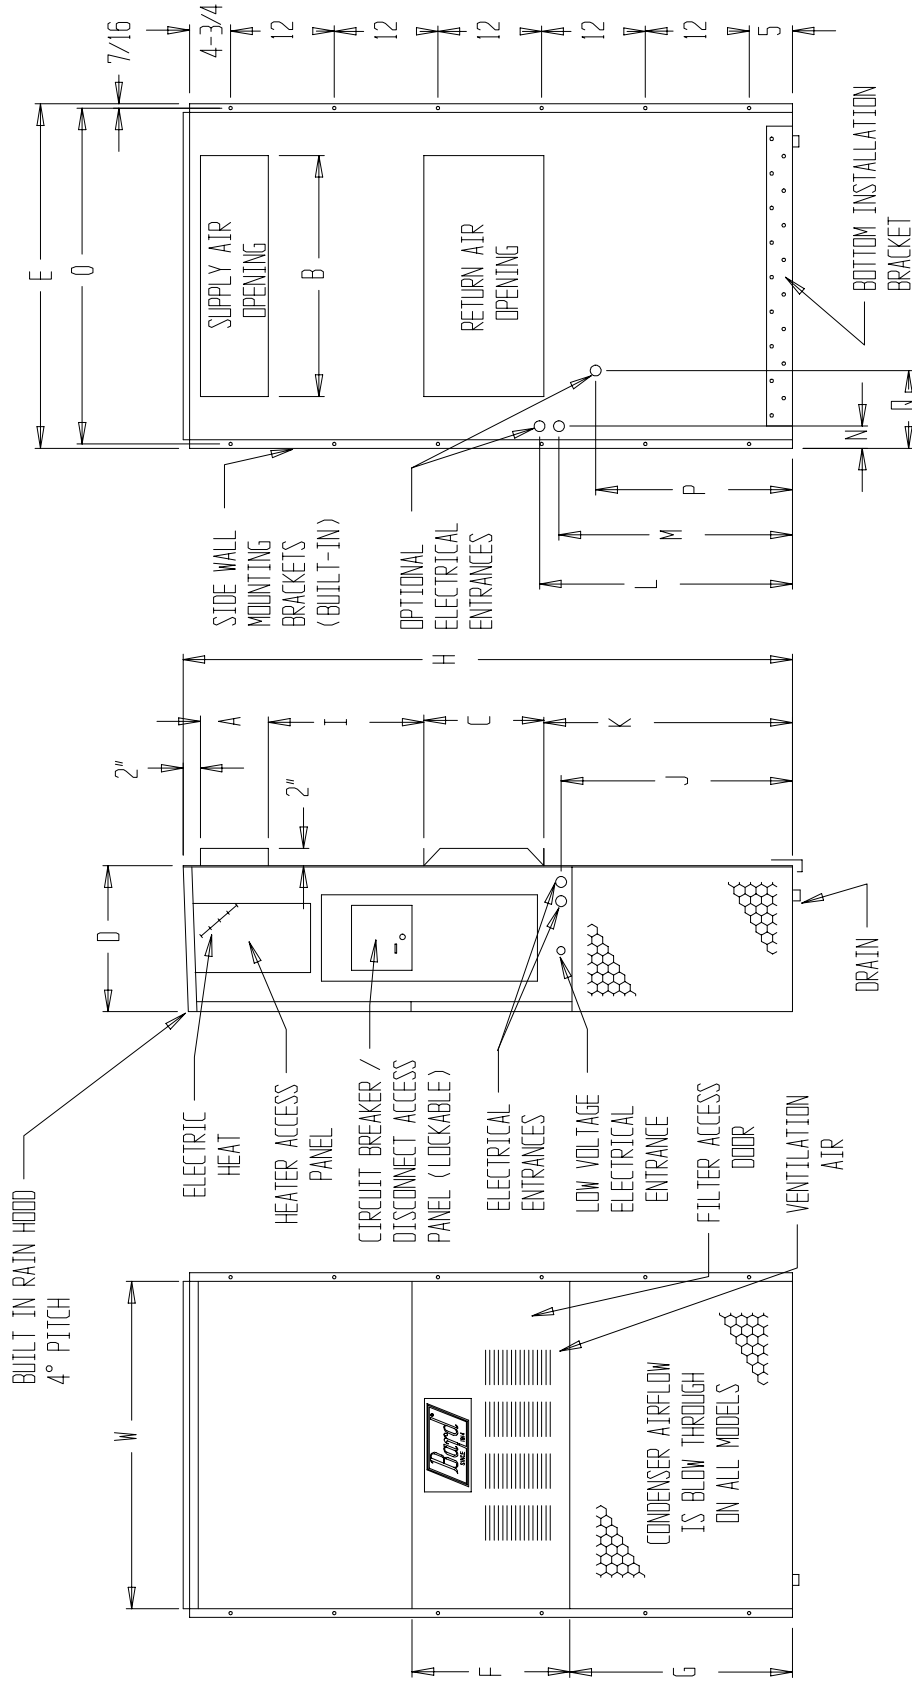 BUILT IN RAIN HOOD
4° PITCH
W
Bard
SINCE 1914
CONDENSER AIRFLOW
IS BLOW THROUGH
ON ALL MODELS
F
G
D
2"
2"
A
I
C
K
J
H
ELECTRIC
HEAT
HEATER ACCESS
PANEL
CIRCUIT BREAKER /
DISCONNECT ACCESS
PANEL (LOCKABLE)
ELECTRICAL
ENTRANCES
LOW VOLTAGE
ELECTRICAL
ENTRANCE
FILTER ACCESS
DOOR
VENTILATION
AIR
DRAIN
E
O
7/16
4-3/4
12
12
12
12
12
5
SUPPLY AIR
OPENING
B
RETURN AIR
OPENING
SIDE WALL
MOUNTING
BRACKETS
(BUILT-IN)
OPTIONAL
ELECTRICAL
ENTRANCES
L
M
P
N
Q
BOTTOM INSTALLATION
BRACKET